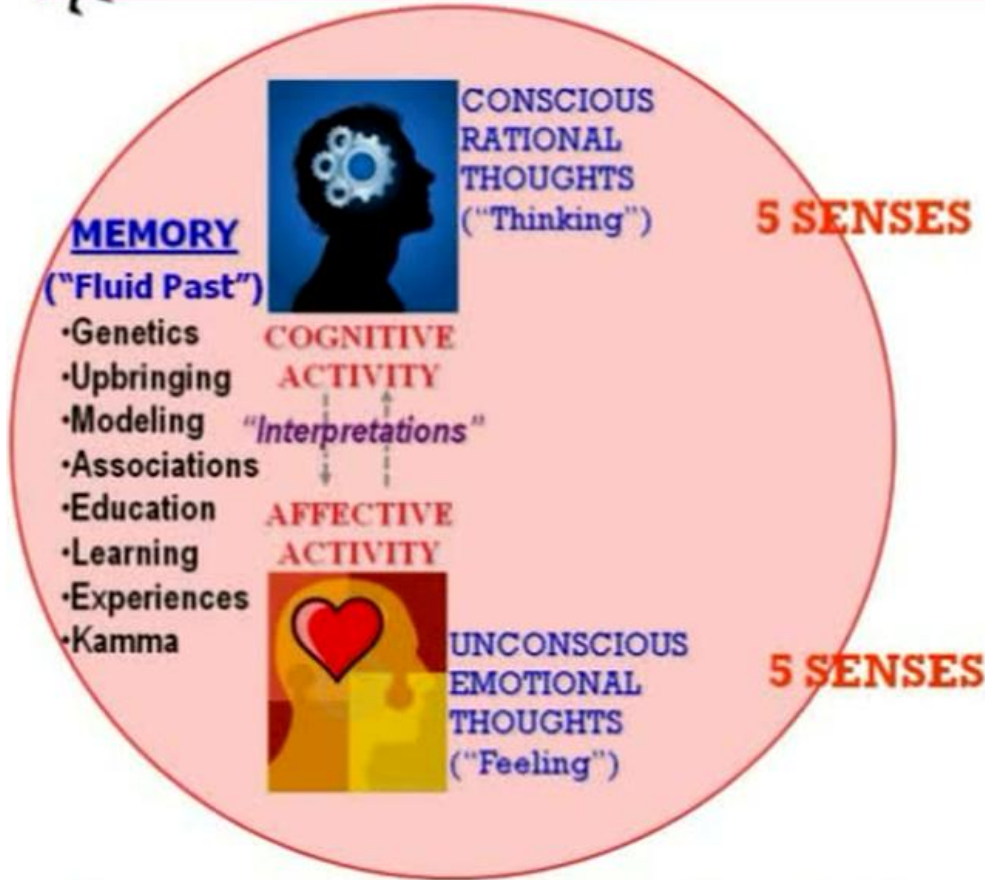 CONSCIOUS
RATIONAL
THOUGHTS
("Thinking")
5 SENSES
MEMORY
("Fluid Past")
•Genetics
•Upbringing
•Modeling
•Associations
•Education
•Learning
•Experiences
•Kamma
COGNITIVE
ACTIVITY
"Interpretations"
AFFECTIVE
ACTIVITY
UNCONSCIOUS
EMOTIONAL
THOUGHTS
("Feeling")
5 SENSES